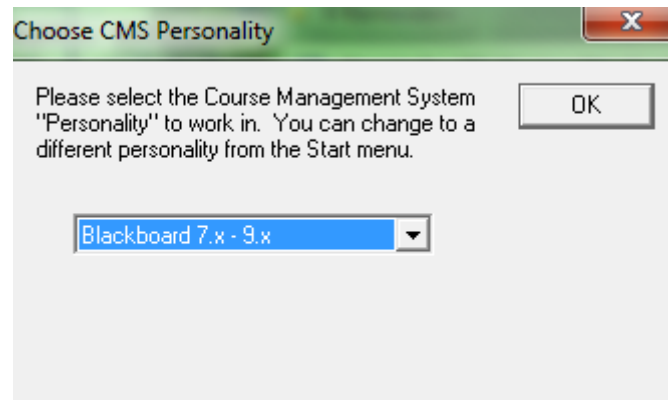 Choose CMS Personality
Please select the Course Management System
"Personality" to work in. You can change to a
different personality from the Start menu.
OK
Blackboard 7.x - 9.x